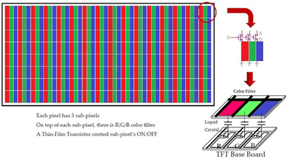 Color Filter
Each pixel has 3 sub-pixels
On top of each sub-pixel, there is R/G/B color filter
Liquid
A Thin Film Transistor control sub-pixel's ON/OFF
Crystal
TFT Base Board